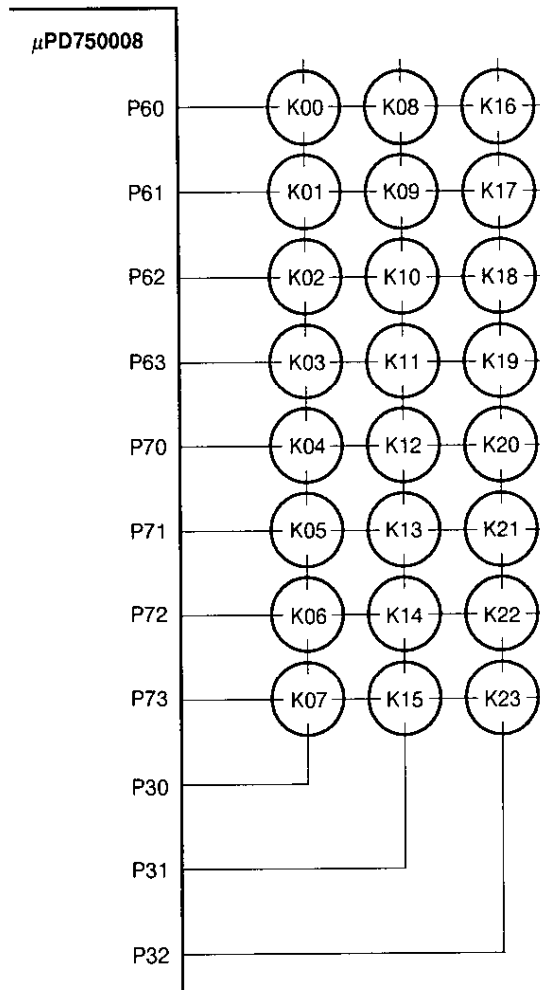 μPD750008
P60 K00 K08 K16
P61 K01 K09 K17
P62 K02 K10 K18
P63 K03 K11 K19
P70 K04 K12 K20
P71 K05 K13 K21
P72 K06 K14 K22
P73 K07 K15 K23
P30
P31
P32